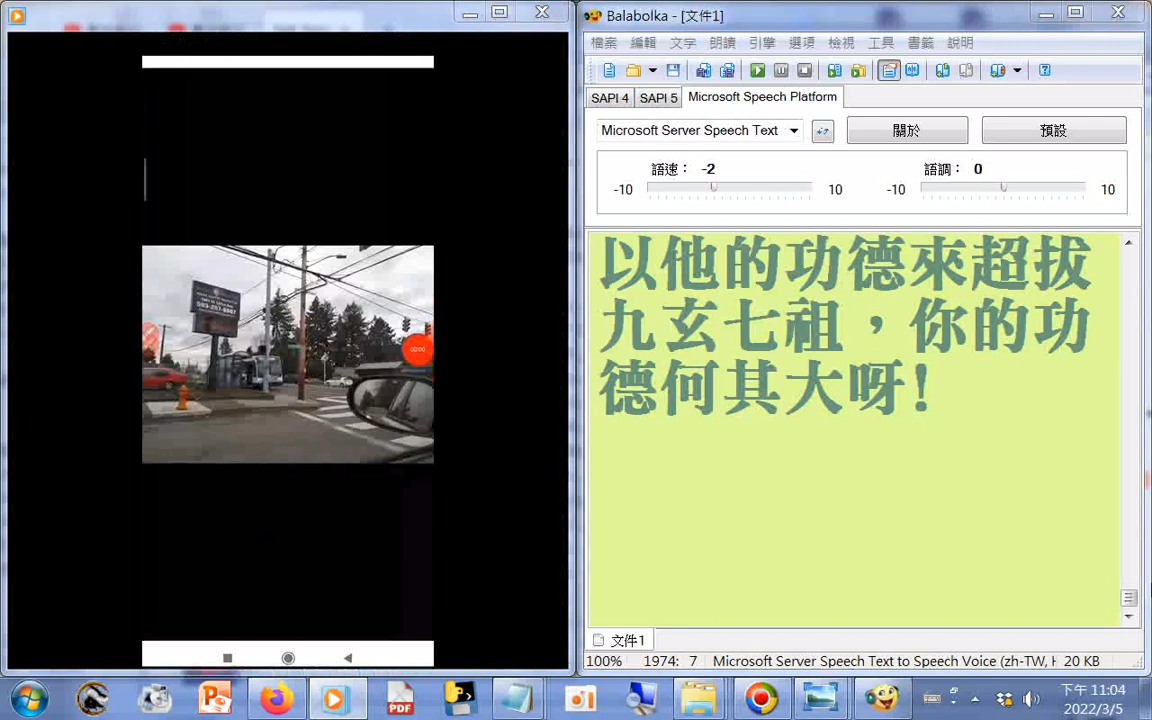 Balabolka - [文件1]
檔案 編輯 文字 朗讀 引擎 選項 檢視 工具 書籤 說明
SAPI 4 SAPI 5 Microsoft Speech Platform
Microsoft Server Speech Text
關於 預設
語速： -2 語調： 0
-10 10 -10 10
以他的功德來超拔
九玄七祖，你的功
德何其大呀!
00:00
文件1
100% 1974: 7 Microsoft Server Speech Text to Speech Voice (zh-TW, H 20 KB
PDF
下午 11:04
2022/3/5